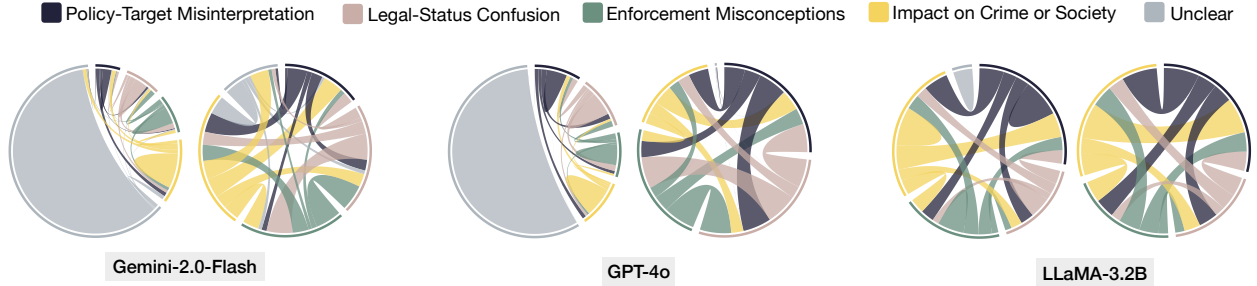 Policy-Target Misinterpretation Legal-Status Confusion Enforcement Misconceptions Impact on Crime or Society Unclear
Gemini-2.0-Flash GPT-4o LLaMA-3.2B